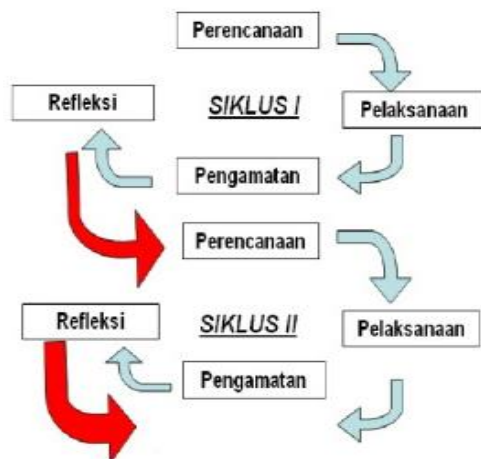 Perencanaan
Refleksi
SIKLUS I
Pelaksanaan
Pengamatan
Perencanaan
Refleksi
SIKLUS II
Pelaksanaan
Pengamatan